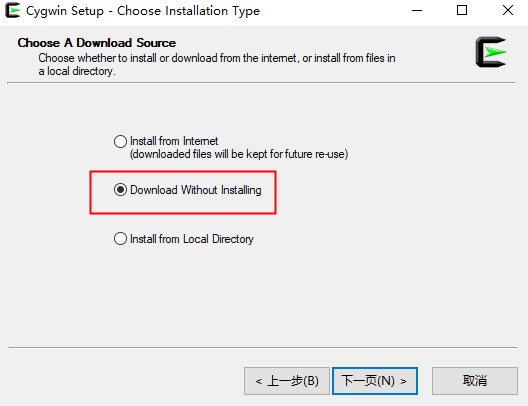 Cygwin Setup - Choose Installation Type
Choose A Download Source
Choose whether to install or download from the internet, or install from files in
a local directory.
Install from Internet
(downloaded files will be kept for future re-use)
Download Without Installing
Install from Local Directory
< 上一步(B)
下一页(N) >
取消